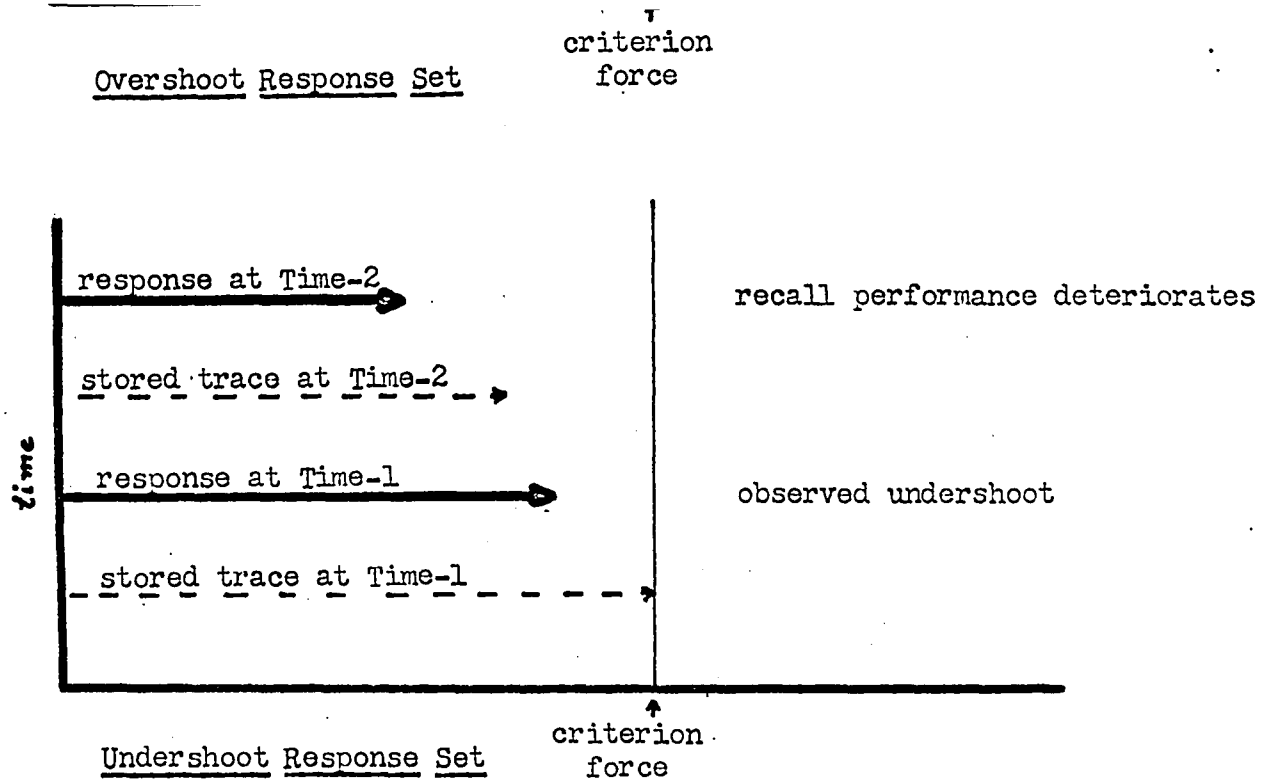 criterion
force
Overshoot Response Set
response at Time-2
recall performance deteriorates
stored trace at Time-2
time
response at Time-1
observed undershoot
stored trace at Time-1
criterion
force
Undershoot Response Set